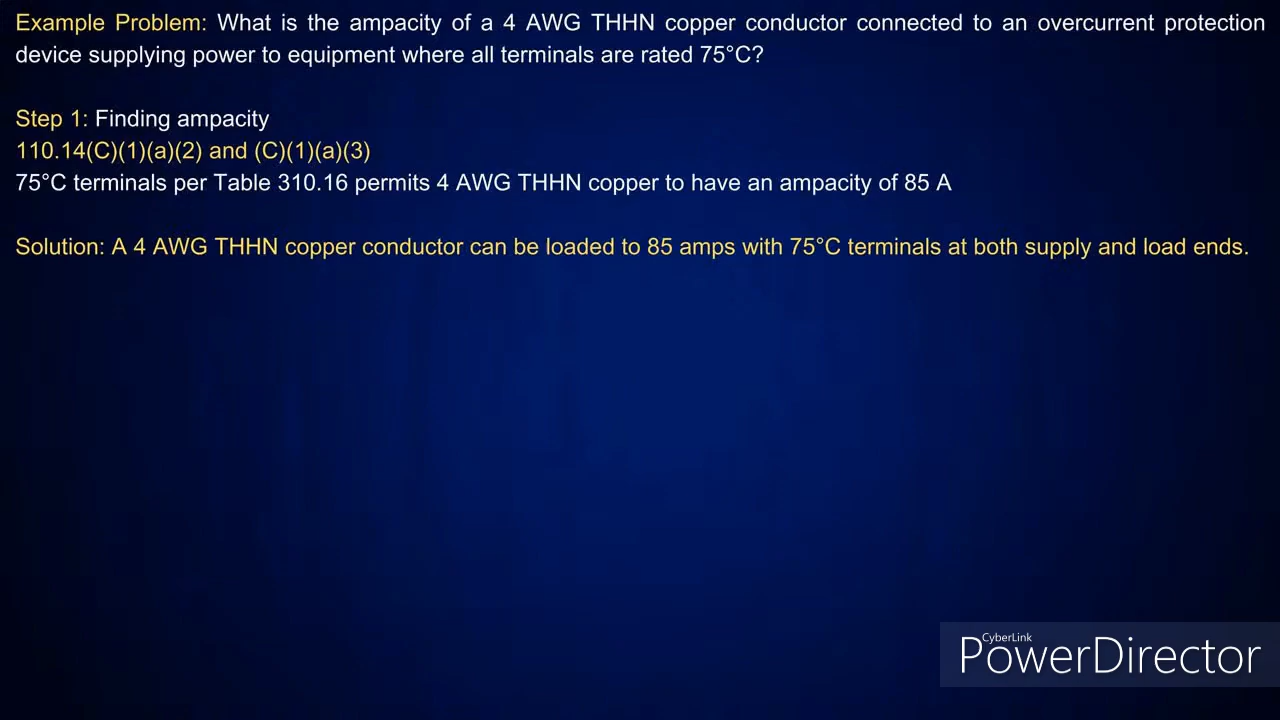 Example Problem: What is the ampacity of a 4 AWG THHN copper conductor connected to an overcurrent protection
device supplying power to equipment where all terminals are rated 75°C?
Step 1: Finding ampacity
110.14(C)(1)(a)(2) and (C)(1)(a)(3)
75°C terminals per Table 310.16 permits 4 AWG THHN copper to have an ampacity of 85 A
Solution: A 4 AWG THHN copper conductor can be loaded to 85 amps with 75°C terminals at both supply and load ends.
CyberLink
PowerDirector